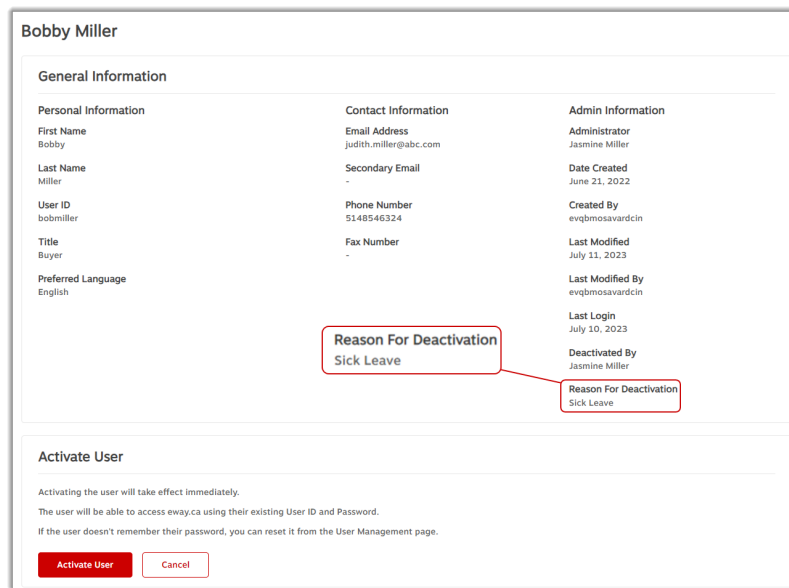 Bobby Miller
General Information
Personal Information
First Name
Bobby
Last Name
Miller
User ID
bobmiller
Title
Buyer
Preferred Language
English
Contact Information
Email Address
judith.miller@abc.com
Secondary Email
-
Phone Number
5148546324
Fax Number
-
Admin Information
Administrator
Jasmine Miller
Date Created
June 21, 2022
Created By
evqbmosavardcin
Last Modified
July 11, 2023
Last Modified By
evqbmosavardcin
Last Login
July 10, 2023
Deactivated By
Jasmine Miller
Reason For Deactivation
Sick Leave
Reason For Deactivation
Sick Leave
Activate User
Activating the user will take effect immediately.
The user will be able to access eway.ca using their existing User ID and Password.
If the user doesn't remember their password, you can reset it from the User Management page.
Activate User
Cancel